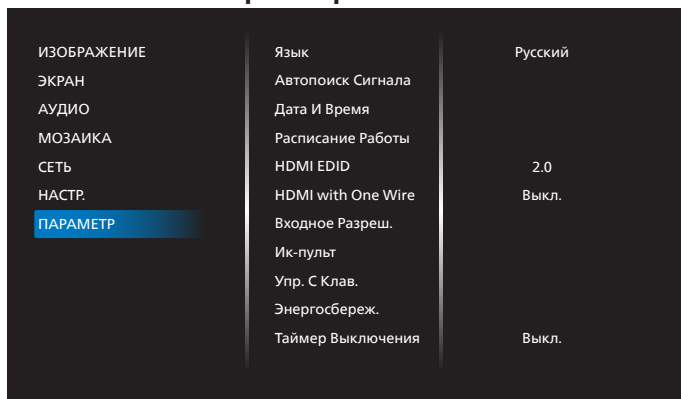 ИЗОБРАЖЕНИЕ Язык Русский
ЭКРАН Автопоиск Сигнала
АУДИО Дата И Время
МОЗАИКА Расписание Работы
СЕТЬ HDMI EDID 2.0
НАСТР. HDMI with One Wire Выкл.
ПАРАМЕТР Входное Разреш.
Ик-пульт
Упр. С Клав.
Энергосбереж.
Таймер Выключения Выкл.